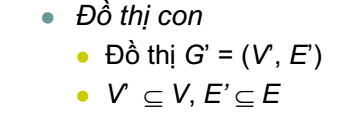 ● Đồ thị con
● Đồ thị G' = (V', E')
● V' ⊆ V, E' ⊆ E